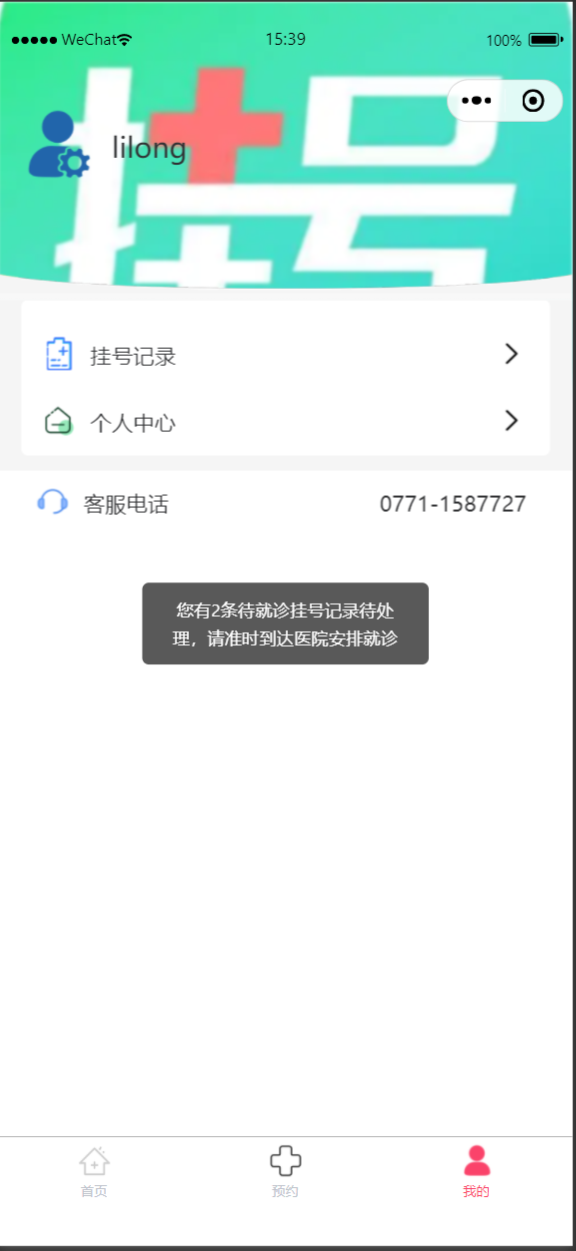 WeChat
15:39
100%
挂号
lilong
挂号记录
个人中心
客服电话
0771-1587727
您有2条待就诊挂号记录待处
理，请准时到达医院安排就诊
首页
预约
我的